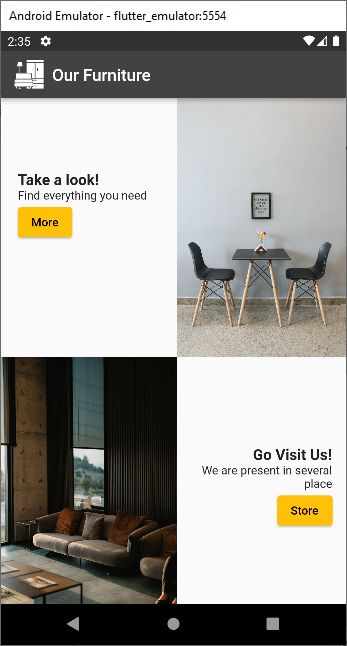 Android Emulator - flutter_emulator:5554
2:35
Our Furniture
Take a look!
Find everything you need
More
Go Visit Us!
We are present in several
place
Store